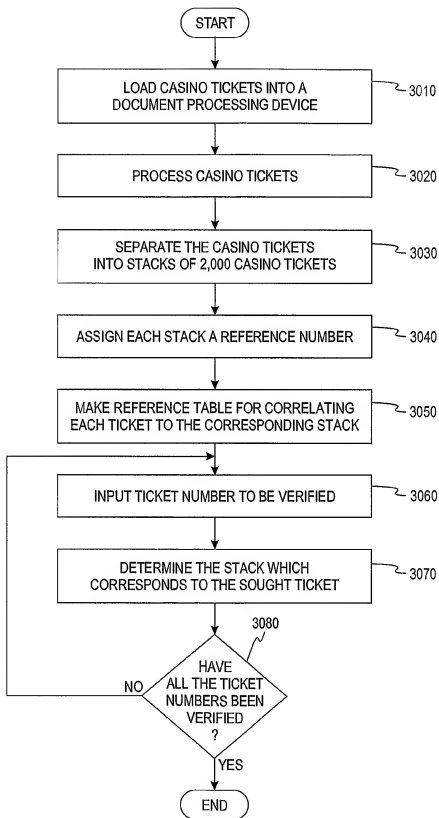 START
LOAD CASINO TICKETS INTO A
DOCUMENT PROCESSING DEVICE
3010
PROCESS CASINO TICKETS
3020
SEPARATE THE CASINO TICKETS
INTO STACKS OF 2,000 CASINO TICKETS
3030
ASSIGN EACH STACK A REFERENCE NUMBER
3040
MAKE REFERENCE TABLE FOR CORRELATING
EACH TICKET TO THE CORRESPONDING STACK
3050
INPUT TICKET NUMBER TO BE VERIFIED
3060
DETERMINE THE STACK WHICH
CORRESPONDS TO THE SOUGHT TICKET
3070
3080
HAVE
ALL THE TICKET
NUMBERS BEEN
VERIFIED
?
NO
YES
END